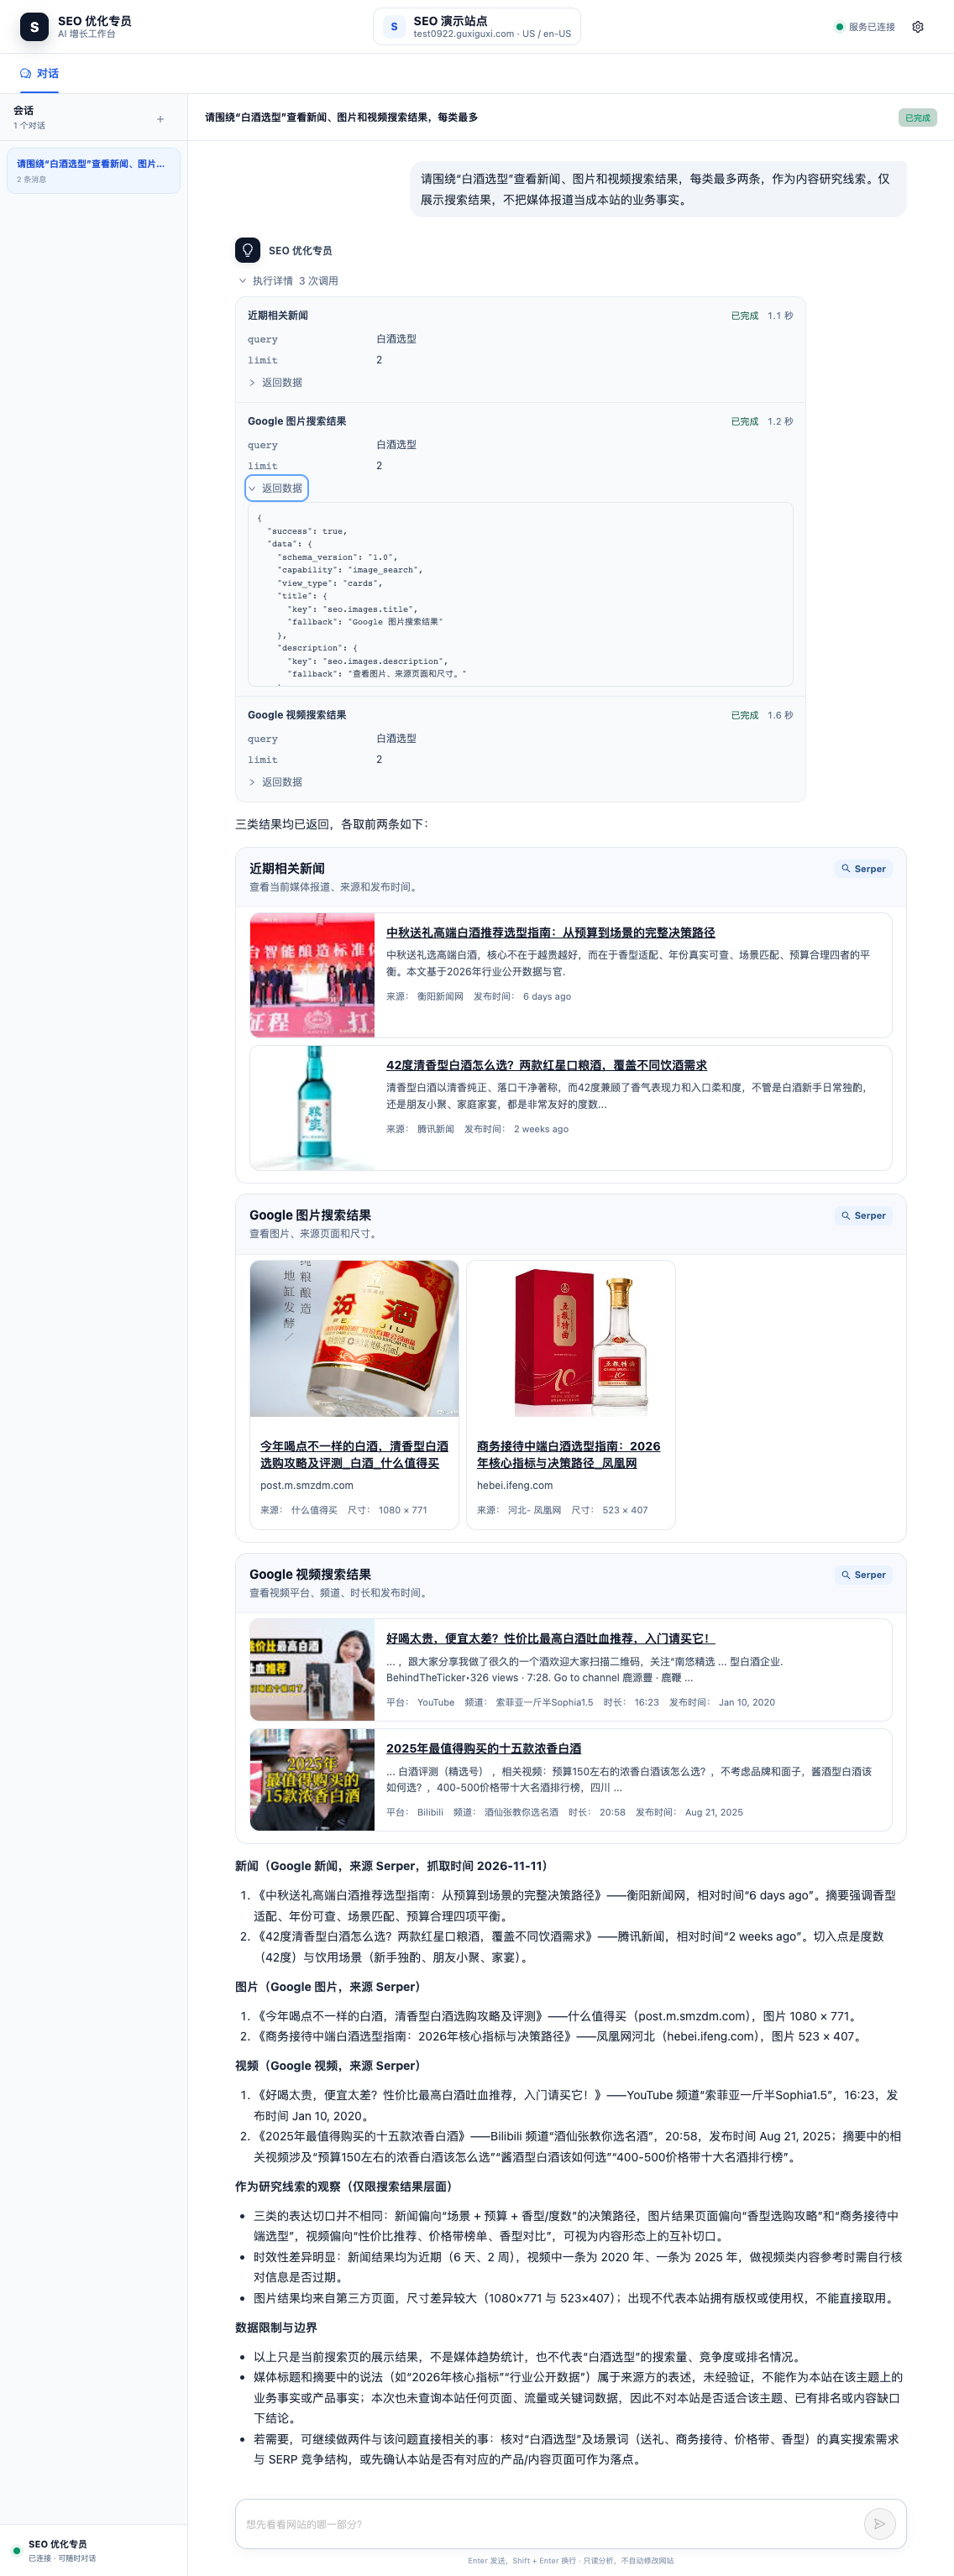 S
SEO 优化专员
AI 增长工作台
S
SEO 演示站点
test0922.guxiguxi.com · US / en-US
服务已连接
对话
会话
1 个对话
+
请围绕“白酒选型”查看新闻、图片...
2 条消息
请围绕“白酒选型”查看新闻、图片和视频搜索结果，每类最多
已完成
请围绕“白酒选型”查看新闻、图片和视频搜索结果，每类最多两条，作为内容研究线索。仅
展示搜索结果，不把媒体报道当成本站的业务事实。
SEO 优化专员
执行详情 3 次调用
近期相关新闻
已完成 1.1 秒
query 白酒选型
limit 2
返回数据
Google 图片搜索结果
已完成 1.2 秒
query 白酒选型
limit 2
返回数据
{
"success": true,
"data": {
"schema_version": "1.0",
"capability": "image_search",
"view_type": "cards",
"title": {
"key": "seo.images.title",
"fallback": "Google 图片搜索结果"
},
"description": {
"key": "seo.images.description",
"fallback": "查看图片、来源页面和尺寸。"
Google 视频搜索结果
已完成 1.6 秒
query 白酒选型
limit 2
返回数据
三类结果均已返回，各取前两条如下：
近期相关新闻
Serper
查看当前媒体报道、来源和发布时间。
台智能酿造标准体
征程
打
中秋送礼高端白酒推荐选型指南：从预算到场景的完整决策路径
中秋送礼选高端白酒，核心不在于越贵越好，而在于香型适配、年份真实可查、场景匹配、预算合理四者的平
衡。本文基于2026年行业公开数据与官.
来源： 衡阳新闻网 发布时间： 6 days ago
42度清香型白酒怎么选？两款红星口粮酒，覆盖不同饮酒需求
清香型白酒以清香纯正、落口干净著称，而42度兼顾了香气表现力和入口柔和度，不管是白酒新手日常独酌，
还是朋友小聚、家庭家宴，都是非常友好的度数...
来源： 腾讯新闻 发布时间： 2 weeks ago
Google 图片搜索结果
Serper
查看图片、来源页面和尺寸。
纯粮酿造
地缸发酵
汾酒
今年喝点不一样的白酒，清香型白酒
选购攻略及评测_白酒_什么值得买
post.m.smzdm.com
来源： 什么值得买 尺寸： 1080 × 771
五粮特曲
10
五粮特曲
商务接待中端白酒选型指南：2026
年核心指标与决策路径_凤凰网
hebei.ifeng.com
来源： 河北- 凤凰网 尺寸： 523 × 407
Google 视频搜索结果
Serper
查看视频平台、频道、时长和发布时间。
价比最高白酒
吐血推荐
好喝太贵，便宜太差？性价比最高白酒吐血推荐，入门请买它！
... ，跟大家分享我做了很久的一个酒欢迎大家扫描二维码，关注"南悠精选 ... 型白酒企业.
BehindTheTicker•326 views · 7:28. Go to channel 鹿源豐 · 鹿鞭 ...
平台： YouTube 频道： 索菲亚一斤半Sophia1.5 时长： 16:23 发布时间： Jan 10, 2020
2025年
最值得购买的
15款浓香白酒
2025年最值得购买的十五款浓香白酒
... 白酒评测（精选号） ，相关视频：预算150左右的浓香白酒该怎么选？，不考虑品牌和面子，酱酒型白酒该
如何选？，400-500价格带十大名酒排行榜，四川 ...
平台： Bilibili 频道： 酒仙张教你选名酒 时长： 20:58 发布时间： Aug 21, 2025
新闻（Google 新闻，来源 Serper，抓取时间 2026-11-11）
1. 《中秋送礼高端白酒推荐选型指南：从预算到场景的完整决策路径》——衡阳新闻网，相对时间“6 days ago”。摘要强调香型
适配、年份可查、场景匹配、预算合理四项平衡。
2. 《42度清香型白酒怎么选？两款红星口粮酒，覆盖不同饮酒需求》——腾讯新闻，相对时间“2 weeks ago”。切入点是度数
（42度）与饮用场景（新手独酌、朋友小聚、家宴）。
图片（Google 图片，来源 Serper）
1. 《今年喝点不一样的白酒，清香型白酒选购攻略及评测》——什么值得买（post.m.smzdm.com），图片 1080 × 771。
2. 《商务接待中端白酒选型指南：2026年核心指标与决策路径》——凤凰网河北（hebei.ifeng.com），图片 523 × 407。
视频（Google 视频，来源 Serper）
1. 《好喝太贵，便宜太差？性价比最高白酒吐血推荐，入门请买它！》——YouTube 频道“索菲亚一斤半Sophia1.5”，16:23，发
布时间 Jan 10, 2020。
2. 《2025年最值得购买的十五款浓香白酒》——Bilibili 频道“酒仙张教你选名酒”，20:58，发布时间 Aug 21, 2025；摘要中的相
关视频涉及“预算150左右的浓香白酒该怎么选”“酱酒型白酒该如何选”“400-500价格带十大名酒排行榜”。
作为研究线索的观察（仅限搜索结果层面）
• 三类的表达切口并不相同：新闻偏向“场景 + 预算 + 香型/度数”的决策路径，图片结果页面偏向“香型选购攻略”和“商务接待中
端选型”，视频偏向“性价比推荐、价格带榜单、香型对比”，可视为内容形态上的互补切口。
• 时效性差异明显：新闻结果均为近期（6 天、2 周），视频中一条为 2020 年、一条为 2025 年，做视频类内容参考时需自行核
对信息是否过期。
• 图片结果均来自第三方页面，尺寸差异较大（1080×771 与 523×407）；出现不代表本站拥有版权或使用权，不能直接取用。
数据限制与边界
• 以上只是当前搜索页的展示结果，不是媒体趋势统计，也不代表“白酒选型”的搜索量、竞争度或排名情况。
• 媒体标题和摘要中的说法（如“2026年核心指标”“行业公开数据”）属于来源方的表述，未经验证，不能作为本站在该主题上的
业务事实或产品事实；本次也未查询本站任何页面、流量或关键词数据，因此不对本站是否适合该主题、已有排名或内容缺口
下结论。
• 若需要，可继续做两件与该问题直接相关的事：核对“白酒选型”及场景词（送礼、商务接待、价格带、香型）的真实搜索需求
与 SERP 竞争结构，或先确认本站是否有对应的产品/内容页面可作为落点。
想先看看网站的哪一部分？
Enter 发送，Shift + Enter 换行 · 只读分析，不自动修改网站
SEO 优化专员
已连接 · 可随时对话